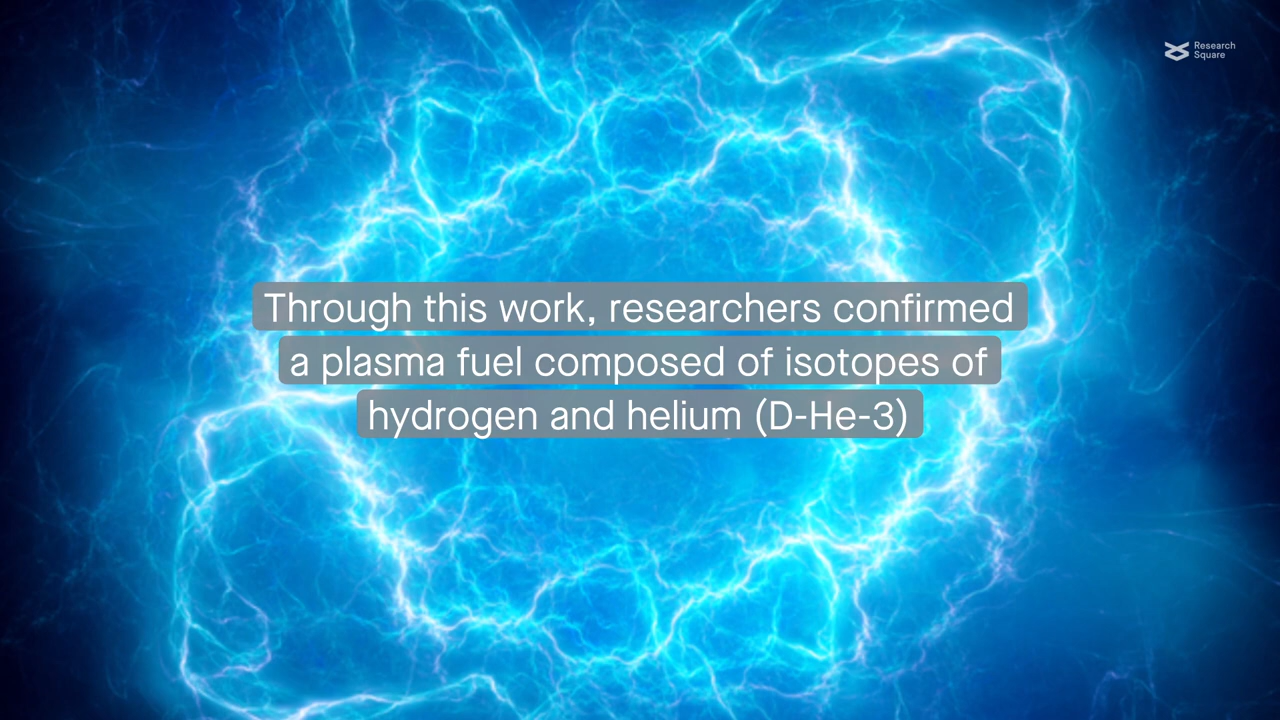 Research
Square
Through this work, researchers confirmed
a plasma fuel composed of isotopes of
hydrogen and helium (D-He-3)